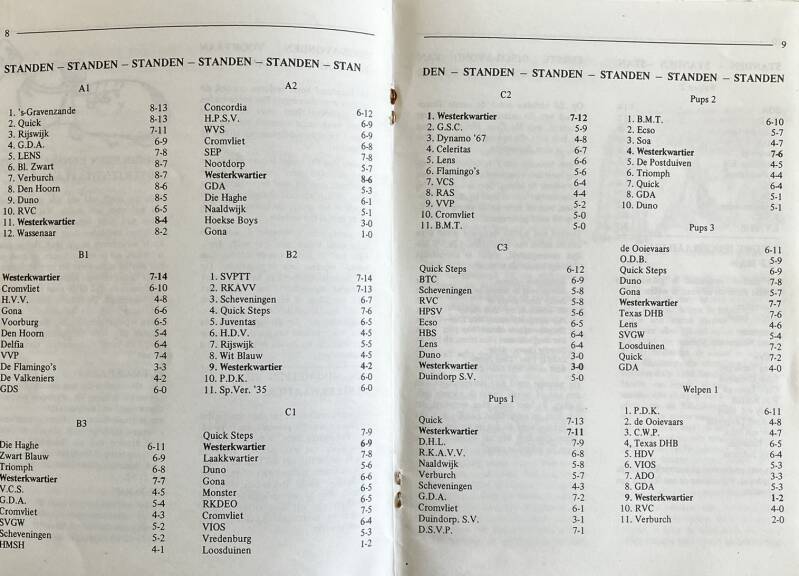 8
STANDEN – STANDEN – STANDEN – STANDEN – STANDEN – STAN
A1
1. 's-Gravenzande 8-13
2. Quick 8-13
3. Rijswijk 7-11
4. G.D.A. 6-9
5. LENS 7-8
6. Bl. Zwart 8-7
7. Verburch 8-7
8. Den Hoorn 8-6
9. Duno 8-5
10. RVC 6-5
11. Westerkwartier 8-4
12. Wassenaar 8-2
A2
Concordia 6-12
H.P.S.V. 6-9
WVS 6-9
Cromvliet 6-8
SEP 7-8
Nootdorp 5-7
Westerkwartier 8-6
GDA 5-3
Die Haghe 6-1
Naaldwijk 5-1
Hoekse Boys 3-0
Gona 1-0
B1
Westerkwartier 7-14
Cromvliet 6-10
H.V.V. 4-8
Gona 6-6
Voorburg 6-5
Den Hoorn 5-4
Delfia 6-4
VVP 7-4
De Flamingo's 3-3
De Valkeniers 4-2
GDS 6-0
B2
1. SVPTT 7-14
2. RKAVV 7-13
3. Scheveningen 6-7
4. Quick Steps 7-6
5. Juventas 6-5
6. H.D.V. 6-5
7. Rijswijk 5-5
8. Wit Blauw 4-5
9. Westerkwartier 4-2
10. P.D.K. 6-0
11. Sp.Ver. '35 6-0
B3
Die Haghe 6-11
Zwart Blauw 6-9
Triomph 6-8
Westerkwartier 7-7
V.C.S. 4-5
G.D.A. 5-4
Cromvliet 4-3
SVGW 5-2
Scheveningen 5-2
HMSH 4-1
C1
Quick Steps 7-9
Westerkwartier 6-9
Laakkwartier 7-8
Duno 5-6
Gona 6-6
Monster 6-5
RKDEO 6-5
Cromvliet 7-5
VIOS 6-4
Vredenburg 5-3
Loosduinen 1-2
9
DEN – STANDEN – STANDEN – STANDEN – STANDEN – STANDEN
C2
1. Westerkwartier 7-12
2. G.S.C. 5-9
3. Dynamo '67 4-8
4. Celeritas 6-7
5. Lens 6-6
6. Flamingo's 5-6
7. VCS 6-4
8. RAS 4-4
9. VVP 5-2
10. Cromvliet 5-0
11. B.M.T. 5-0
Pups 2
1. B.M.T. 6-10
2. Ecso 5-7
3. Soa 4-7
4. Westerkwartier 7-6
5. De Postduiven 4-5
6. Triomph 4-4
7. Quick 6-4
8. GDA 5-1
10. Duno 5-1
C3
Quick Steps 6-12
BTC 6-9
Scheveningen 5-8
RVC 5-8
HPSV 5-6
Ecso 6-5
HBS 6-4
Lens 6-4
Duno 3-0
Westerkwartier 3-0
Duindorp S.V. 5-0
Pups 3
de Ooievaars 6-11
O.D.B. 5-9
Quick Steps 6-9
Duno 7-8
Gona 5-7
Westerkwartier 7-7
Texas DHB 7-6
Lens 4-6
SVGW 5-4
Loosduinen 7-2
Quick 7-2
GDA 4-0
Pups 1
Quick 7-13
Westerkwartier 7-11
D.H.L. 7-9
R.K.A.V.V. 6-8
Naaldwijk 5-8
Verburch 5-7
Scheveningen 4-3
G.D.A. 7-2
Cromvliet 6-1
Duindorp. S.V. 3-1
D.S.V.P. 7-1
Welpen 1
1. P.D.K. 6-11
2. de Ooievaars 4-8
3. C.W.P. 4-7
4, Texas DHB 6-5
5. HDV 6-4
6. VIOS 5-3
7. ADO 3-3
8. GDA 5-3
9. Westerkwartier 1-2
10. RVC 4-0
11. Verburch 2-0